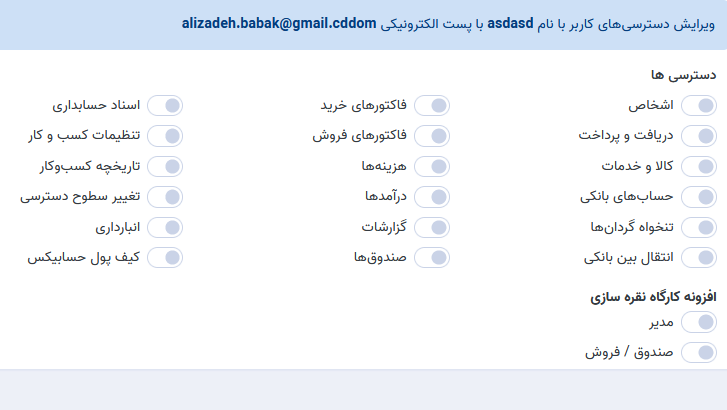 ویرایش دسترسی‌های کاربر با نام asdasd با پست الکترونیکی alizadeh.babak@gmail.cddom
دسترسی ها
اشخاص
فاکتورهای خرید
اسناد حسابداری
دریافت و پرداخت
فاکتورهای فروش
تنظیمات کسب و کار
کالا و خدمات
هزینه‌ها
تاریخچه کسب‌وکار
حساب‌های بانکی
درآمدها
تغییر سطوح دسترسی
تنخواه گردان‌ها
گزارشات
انبارداری
انتقال بین بانکی
صندوق‌ها
کیف پول حسابیکس
افزونه کارگاه نقره سازی
مدیر
صندوق / فروش